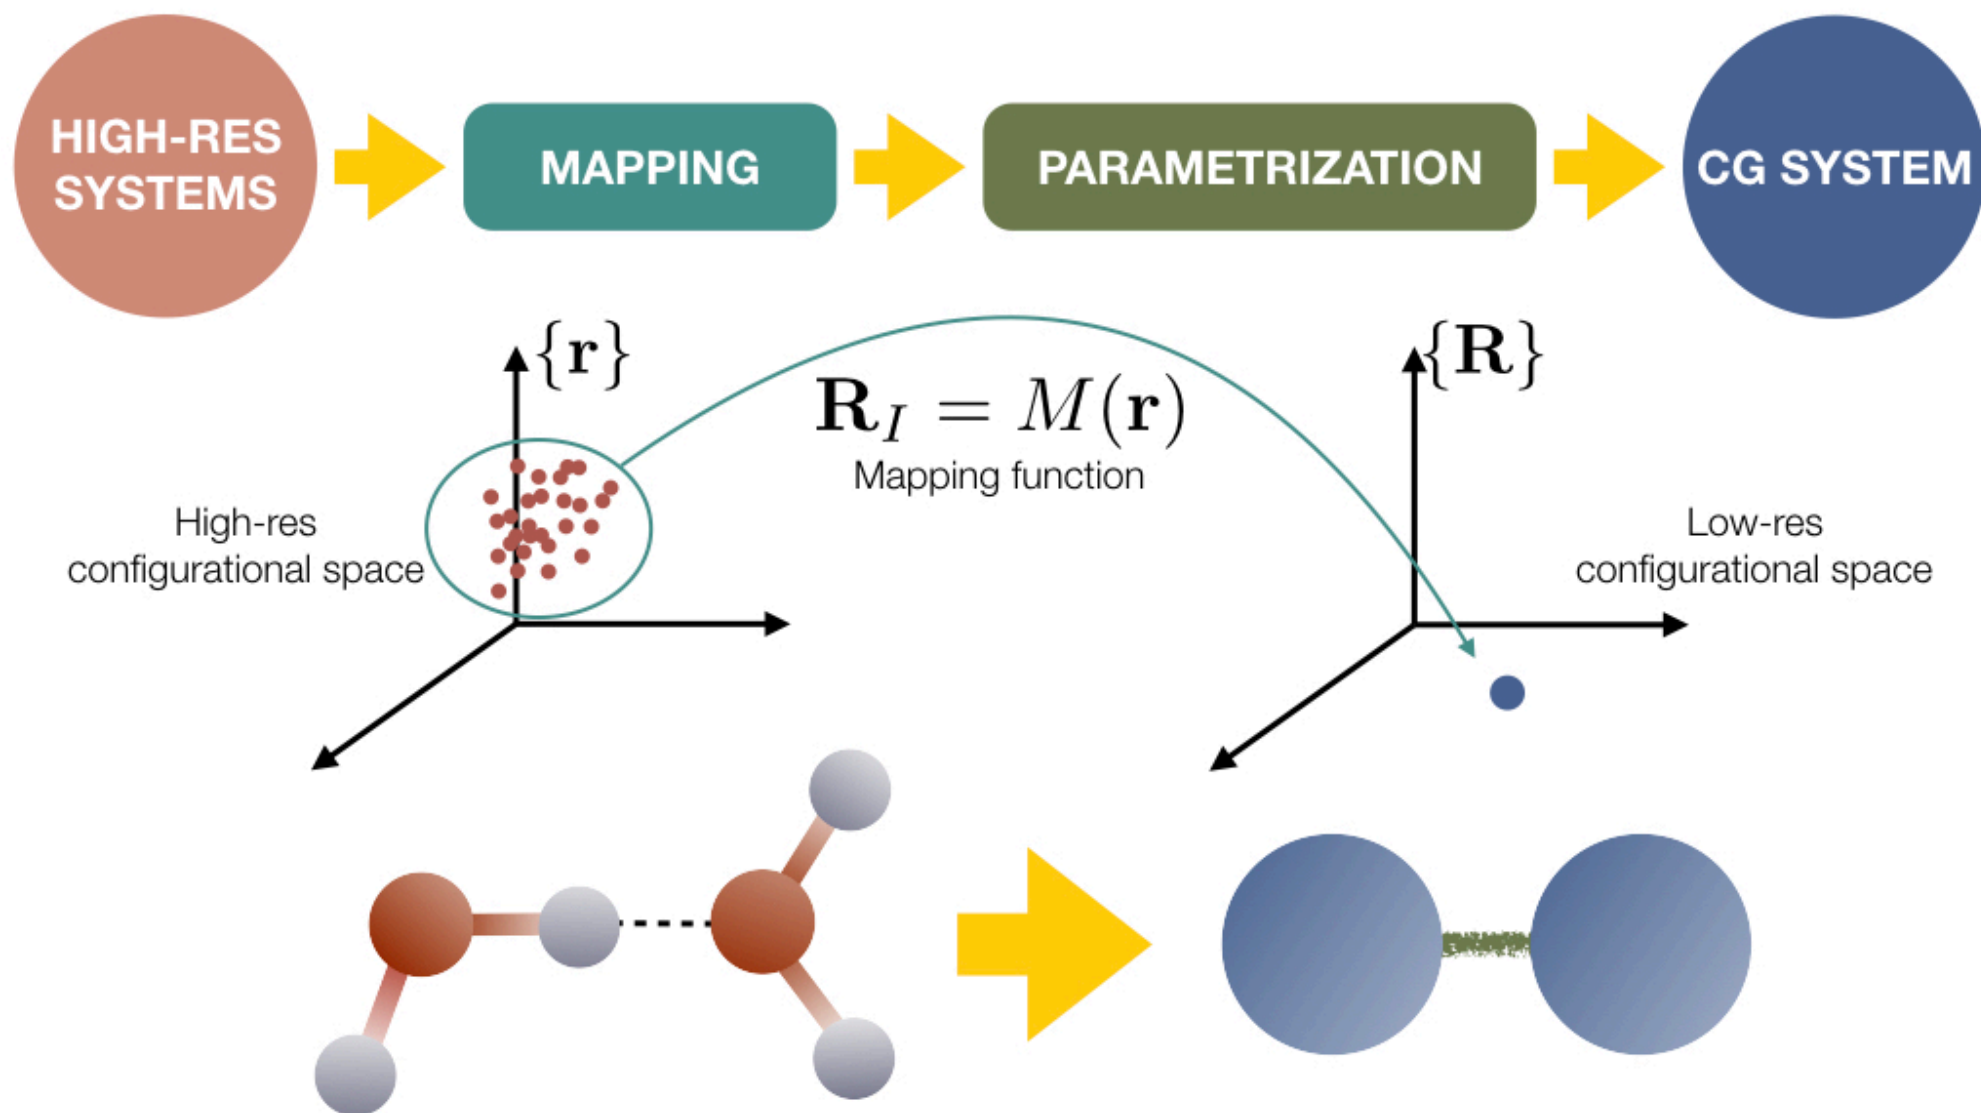 HIGH-RES
SYSTEMS
MAPPING
PARAMETRIZATION
CG SYSTEM
{r}
{R}
R_I = M(r)
Mapping function
High-res
configurational space
Low-res
configurational space